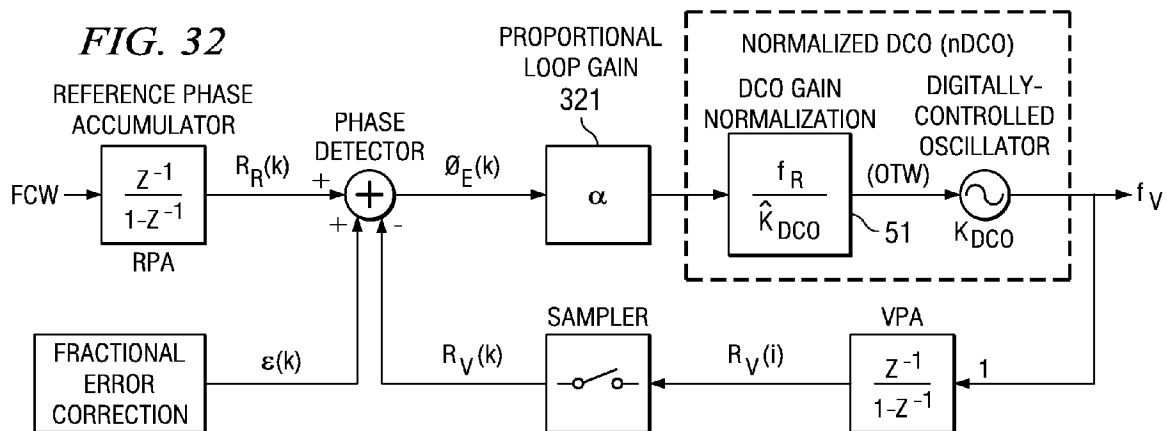 FIG. 32
REFERENCE PHASE
ACCUMULATOR
FCW
Z⁻¹
1-Z⁻¹
RPA
R_R(k)
PHASE
DETECTOR
+
+
-
+
Ø_E(k)
PROPORTIONAL
LOOP GAIN
321
α
NORMALIZED DCO (nDCO)
DCO GAIN
NORMALIZATION
f_R
K̂_DCO
51
(OTW)
DIGITALLY-
CONTROLLED
OSCILLATOR
K_DCO
f_V
FRACTIONAL
ERROR
CORRECTION
ε(k)
R_V(k)
SAMPLER
R_V(i)
VPA
Z⁻¹
1-Z⁻¹
1